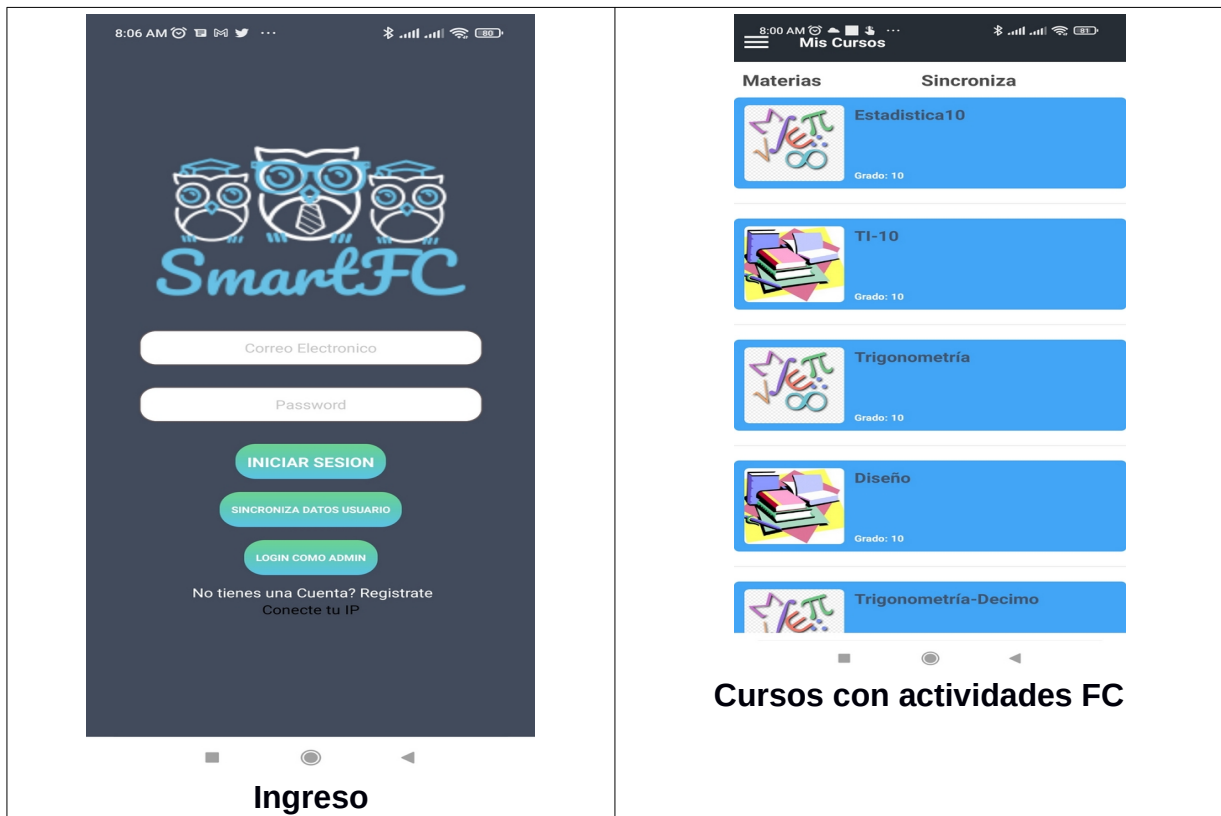 8:06 AM
80
SmartFC
Correo Electronico
Password
INICIAR SESION
SINCRONIZA DATOS USUARIO
LOGIN COMO ADMIN
No tienes una Cuenta? Registrate
Conecte tu IP
Ingreso
8:00 AM
81
Mis Cursos
Materias Sincroniza
Estadistica10
Grado: 10
TI-10
Grado: 10
Trigonometría
Grado: 10
Diseño
Grado: 10
Trigonometría-Decimo
Cursos con actividades FC